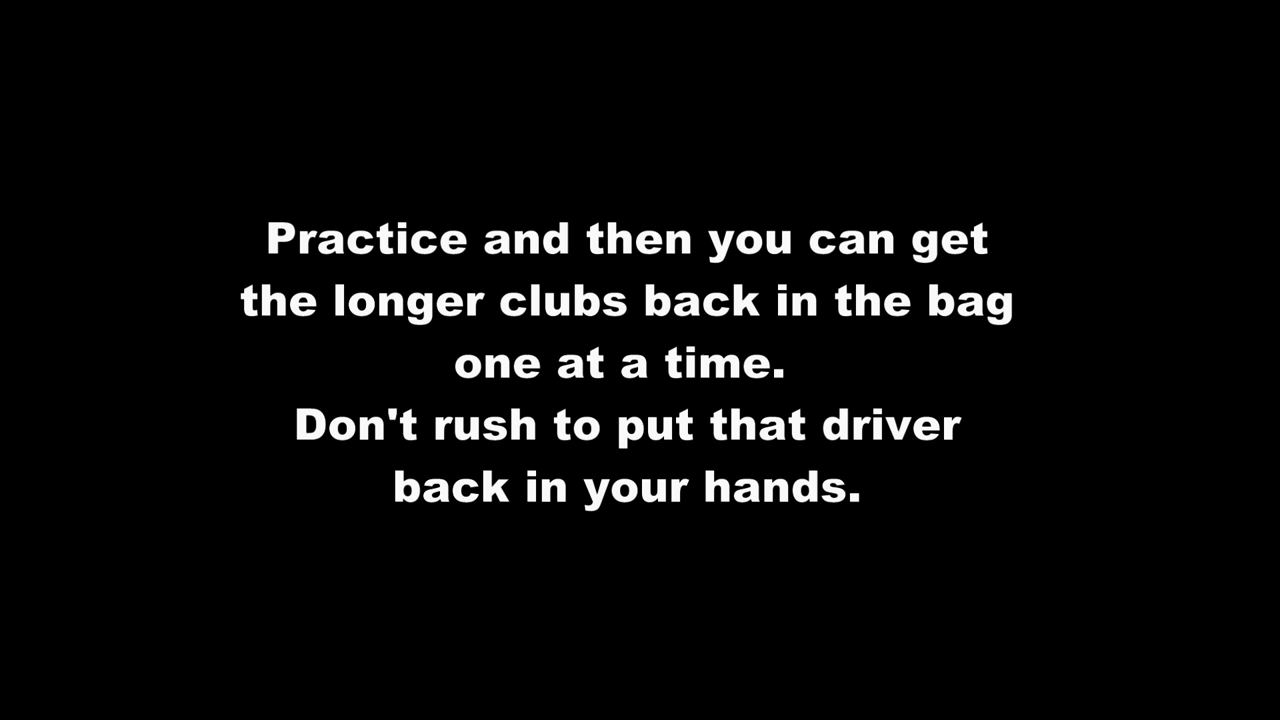 Practice and then you can get
the longer clubs back in the bag
one at a time.
Don't rush to put that driver
back in your hands.